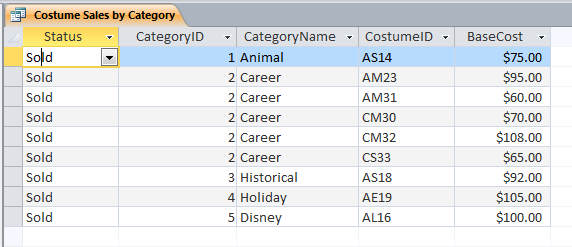 Costume Sales by Category
Status CategoryID CategoryName CostumeID BaseCost
Sold 1 Animal AS14 $75.00
Sold 2 Career AM23 $95.00
Sold 2 Career AM31 $60.00
Sold 2 Career CM30 $70.00
Sold 2 Career CM32 $108.00
Sold 2 Career CS33 $65.00
Sold 3 Historical AS18 $92.00
Sold 4 Holiday AE19 $105.00
Sold 5 Disney AL16 $100.00